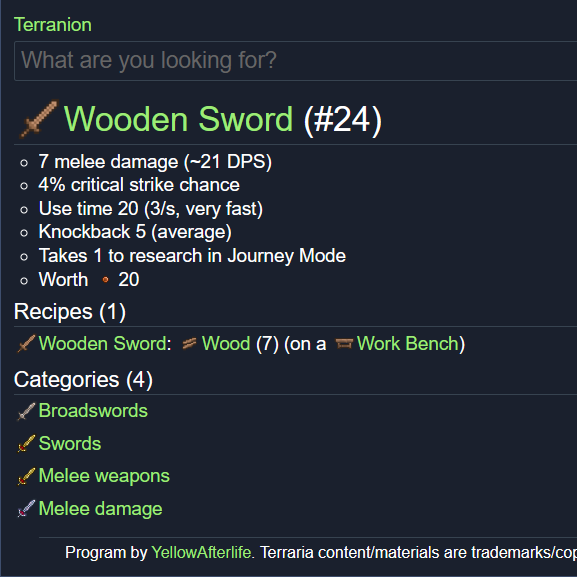 Terranion
What are you looking for?
Wooden Sword (#24)
7 melee damage (~21 DPS)
4% critical strike chance
Use time 20 (3/s, very fast)
Knockback 5 (average)
Takes 1 to research in Journey Mode
Worth 20
Recipes (1)
Wooden Sword: Wood (7) (on a Work Bench)
Categories (4)
Broadswords
Swords
Melee weapons
Melee damage
Program by YellowAfterlife. Terraria content/materials are trademarks/cop